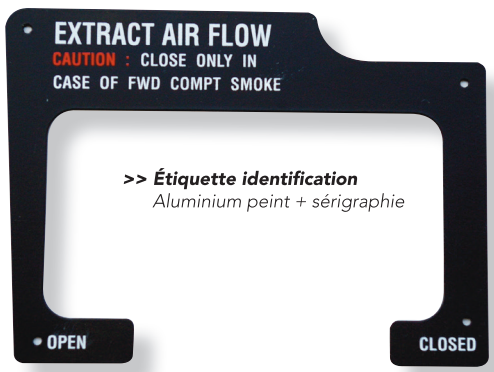 EXTRACT AIR FLOW
CAUTION : CLOSE ONLY IN
CASE OF FWD COMPT SMOKE
>> Étiquette identification
Aluminium peint + sérigraphie
OPEN
CLOSED